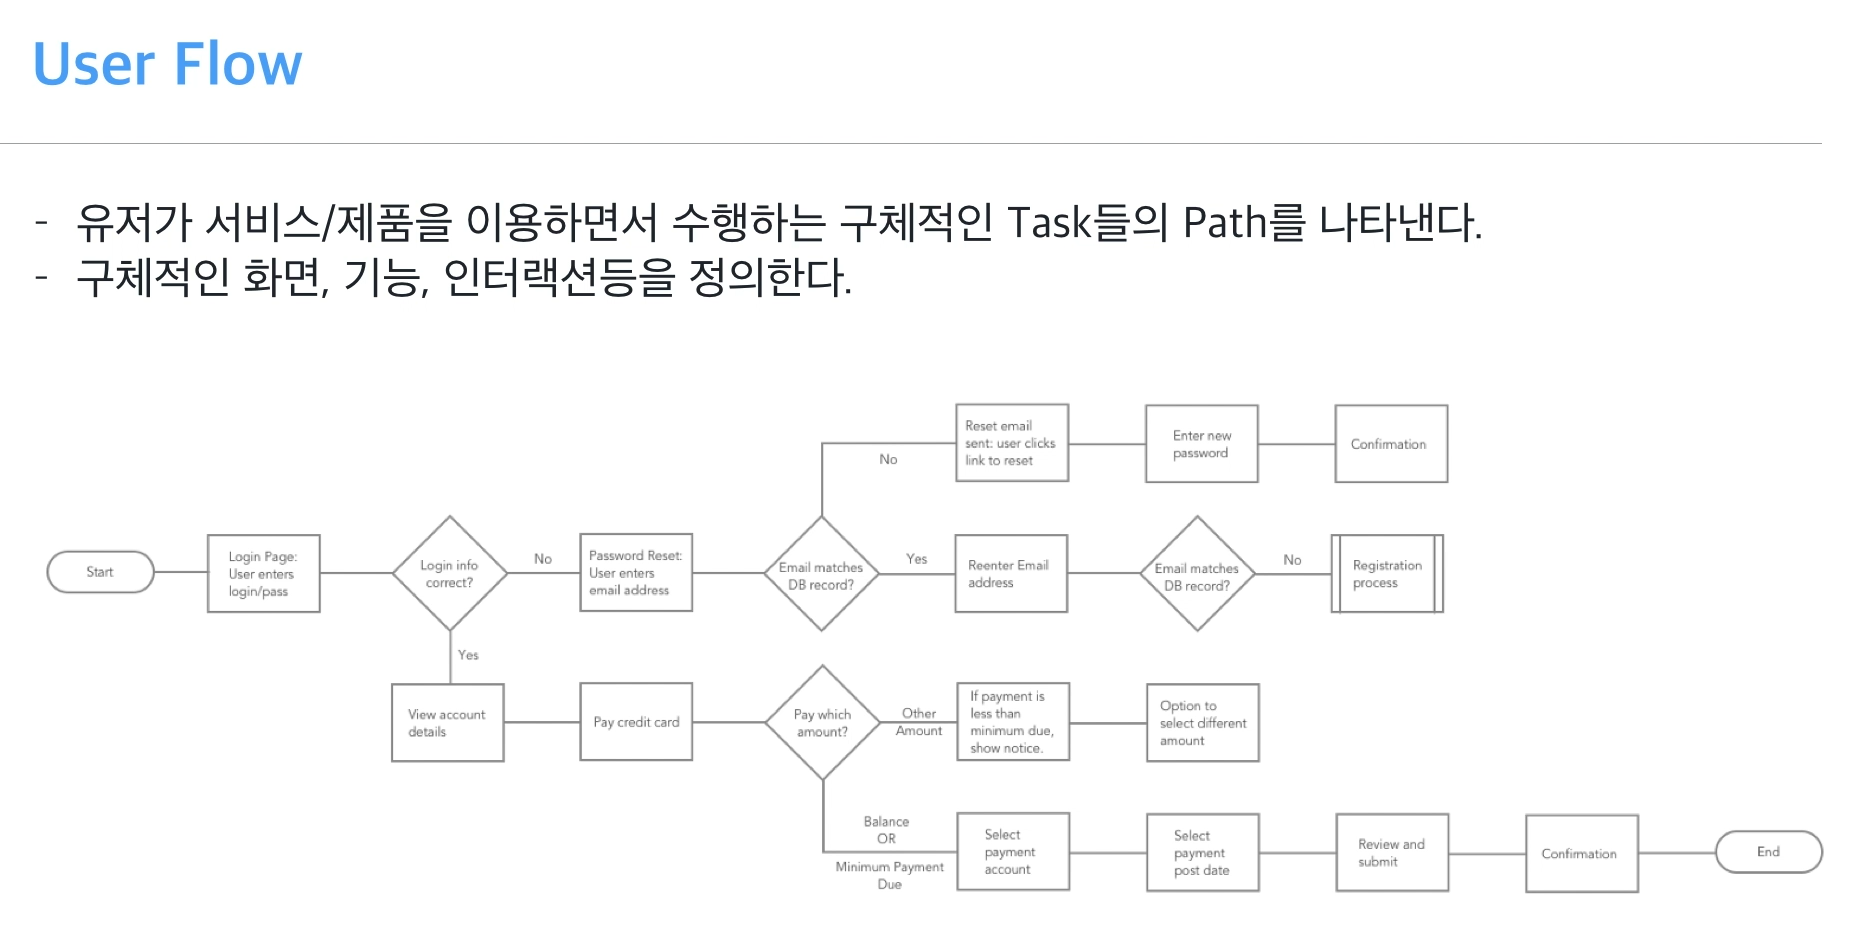 User Flow
- 유저가 서비스/제품을 이용하면서 수행하는 구체적인 Task들의 Path를 나타낸다.
- 구체적인 화면, 기능, 인터랙션등을 정의한다.
Reset email
sent: user clicks
link to reset
Enter new
password
Confirmation
No
Start
Login Page:
User enters
login/pass
Login info
correct?
No
Password Reset:
User enters
email address
Email matches
DB record?
Yes
Reenter Email
address
Email matches
DB record?
No
Registration
process
Yes
View account
details
Pay credit card
Pay which
amount?
Other
Amount
If payment is
less than
minimum due,
show notice.
Option to
select different
amount
Balance
OR
Minimum Payment
Due
Select
payment
account
Select
payment
post date
Review and
submit
Confirmation
End